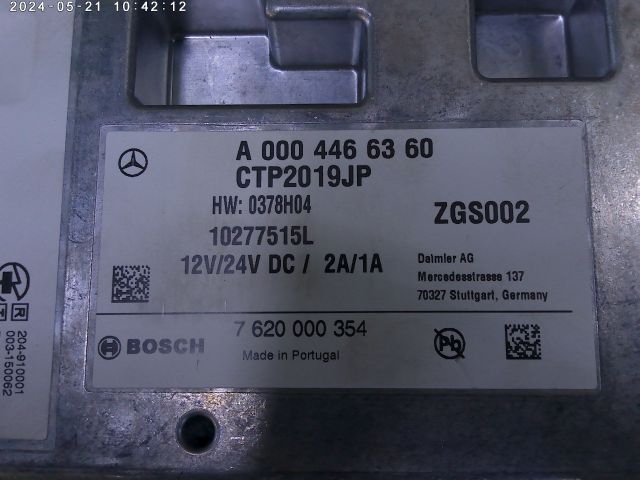 2024-05-21 10:42:12
A 000 446 63 60
CTP2019JP
HW: 0378H04
ZGS002
10277515L
12V/24V DC / 2A/1A
Daimler AG
Mercedesstrasse 137
70327 Stuttgart, Germany
BOSCH
7 620 000 354
Made in Portugal
Pb
R
T
204-910001
003-150062